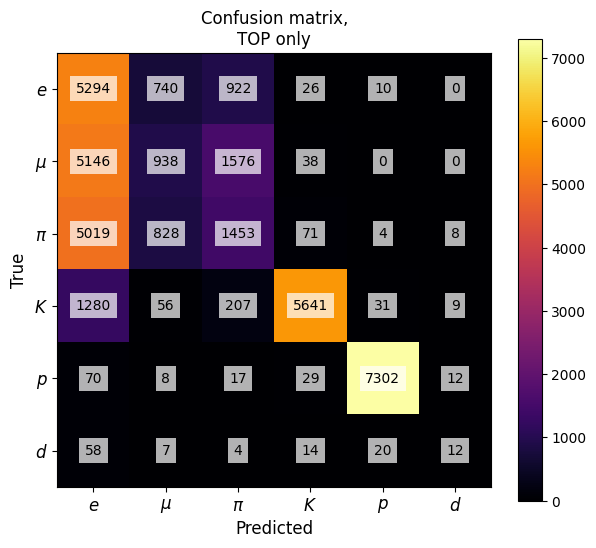 Confusion matrix,
TOP only
e 5294 740 922 26 10 0
μ 5146 938 1576 38 0 0
π 5019 828 1453 71 4 8
K 1280 56 207 5641 31 9
p 70 8 17 29 7302 12
d 58 7 4 14 20 12
e μ π K p d
True
Predicted
7000
6000
5000
4000
3000
2000
1000
0